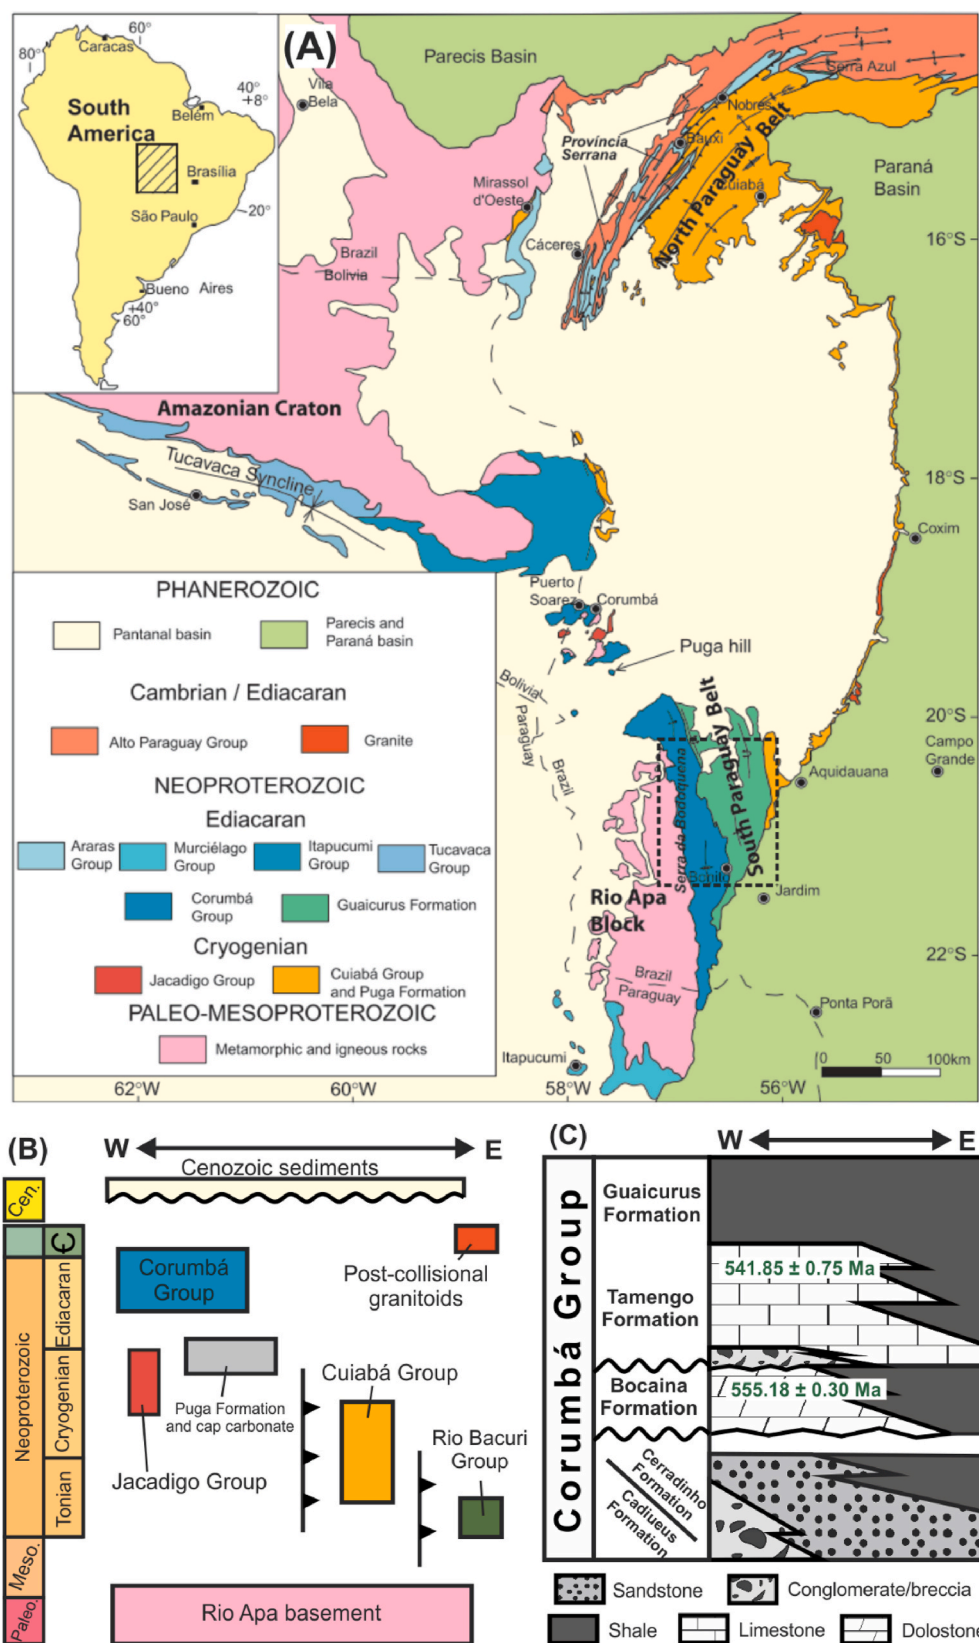 (A)
60°
80°
Caracas
South
America
40°
+8°
Belém
Brasília
São Paulo
20°
Bueno Aires
+40°
60°
Parecis Basin
Vila
Bela
Serra Azul
Nobres
Província
Serrana
Bauxi
North Paraguay Belt
Cuiabá
Paraná
Basin
Mirassol
d'Oeste
Cáceres
16°S
Brazil
Bolivia
Amazonian Craton
Tucavaca Syncline
San José
18°S
Coxim
Puerto
Soarez
Corumbá
Puga hill
Bolivia
Paraguay
Brazil
20°S
Campo
Grande
Aquidauana
South Paraguay Belt
Serra da Bodoquena
Bonito
Jardim
Rio Apa
Block
22°S
Brazil
Paraguay
Ponta Porã
Itapucumi
0 50 100km
62°W 60°W 58°W 56°W
PHANEROZOIC
Pantanal basin
Parecis and
Paraná basin
Cambrian / Ediacaran
Alto Paraguay Group
Granite
NEOPROTEROZOIC
Ediacaran
Araras
Group
Murciélago
Group
Itapucumi
Group
Tucavaca
Group
Corumbá
Group
Guaicurus Formation
Cryogenian
Jacadigo Group
Cuiabá Group
and Puga Formation
PALEO-MESOPROTEROZOIC
Metamorphic and igneous rocks
(B)
W E
Cenozoic sediments
Cen.
Є
Neoproterozoic
Ediacaran
Cryogenian
Tonian
Meso.
Paleo.
Corumbá
Group
Post-collisional
granitoids
Puga Formation
and cap carbonate
Cuiabá Group
Jacadigo Group
Rio Bacuri
Group
Rio Apa basement
(C)
W E
Corumbá Group
Guaicurus
Formation
541.85 ± 0.75 Ma
Tamengo
Formation
Bocaina
Formation
555.18 ± 0.30 Ma
Cerradinho
Formation
Cadiueus
Formation
Sandstone
Conglomerate/breccia
Shale
Limestone
Dolostone